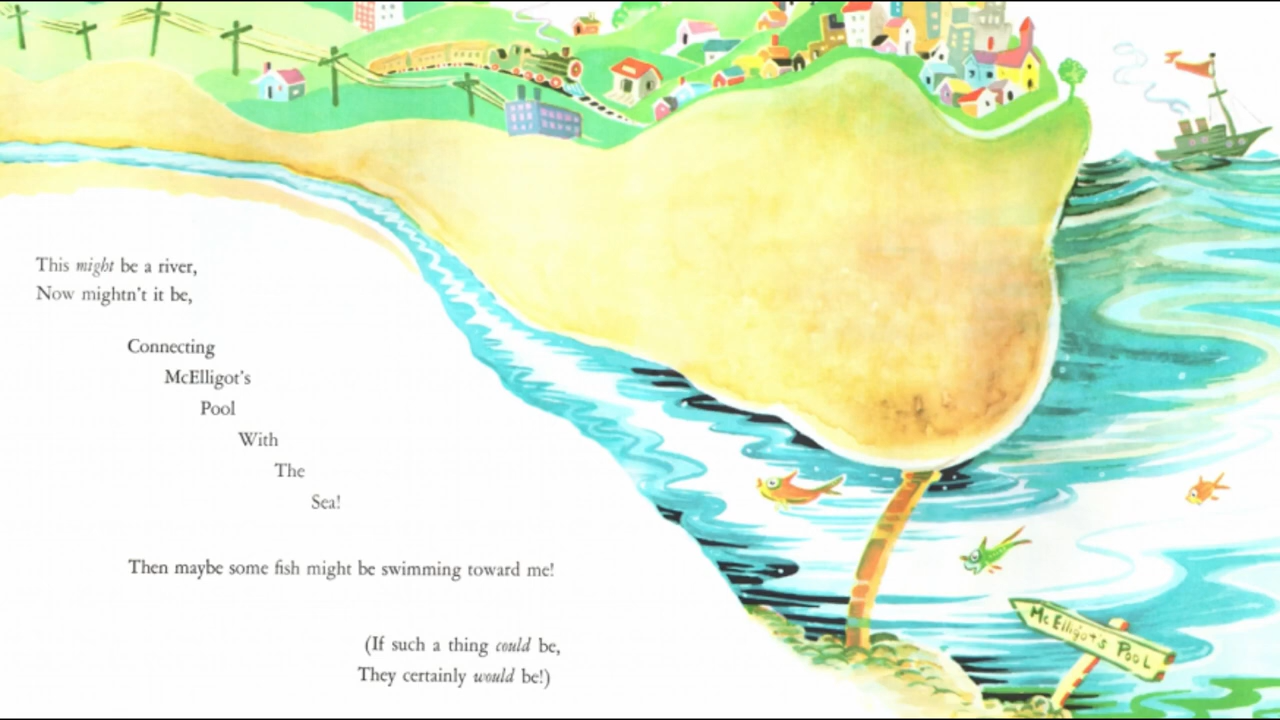 This might be a river,
Now mightn't it be,
Connecting
McElligot's
Pool
With
The
Sea!
Then maybe some fish might be swimming toward me!
(If such a thing could be,
They certainly would be!)
McElligot's Pool